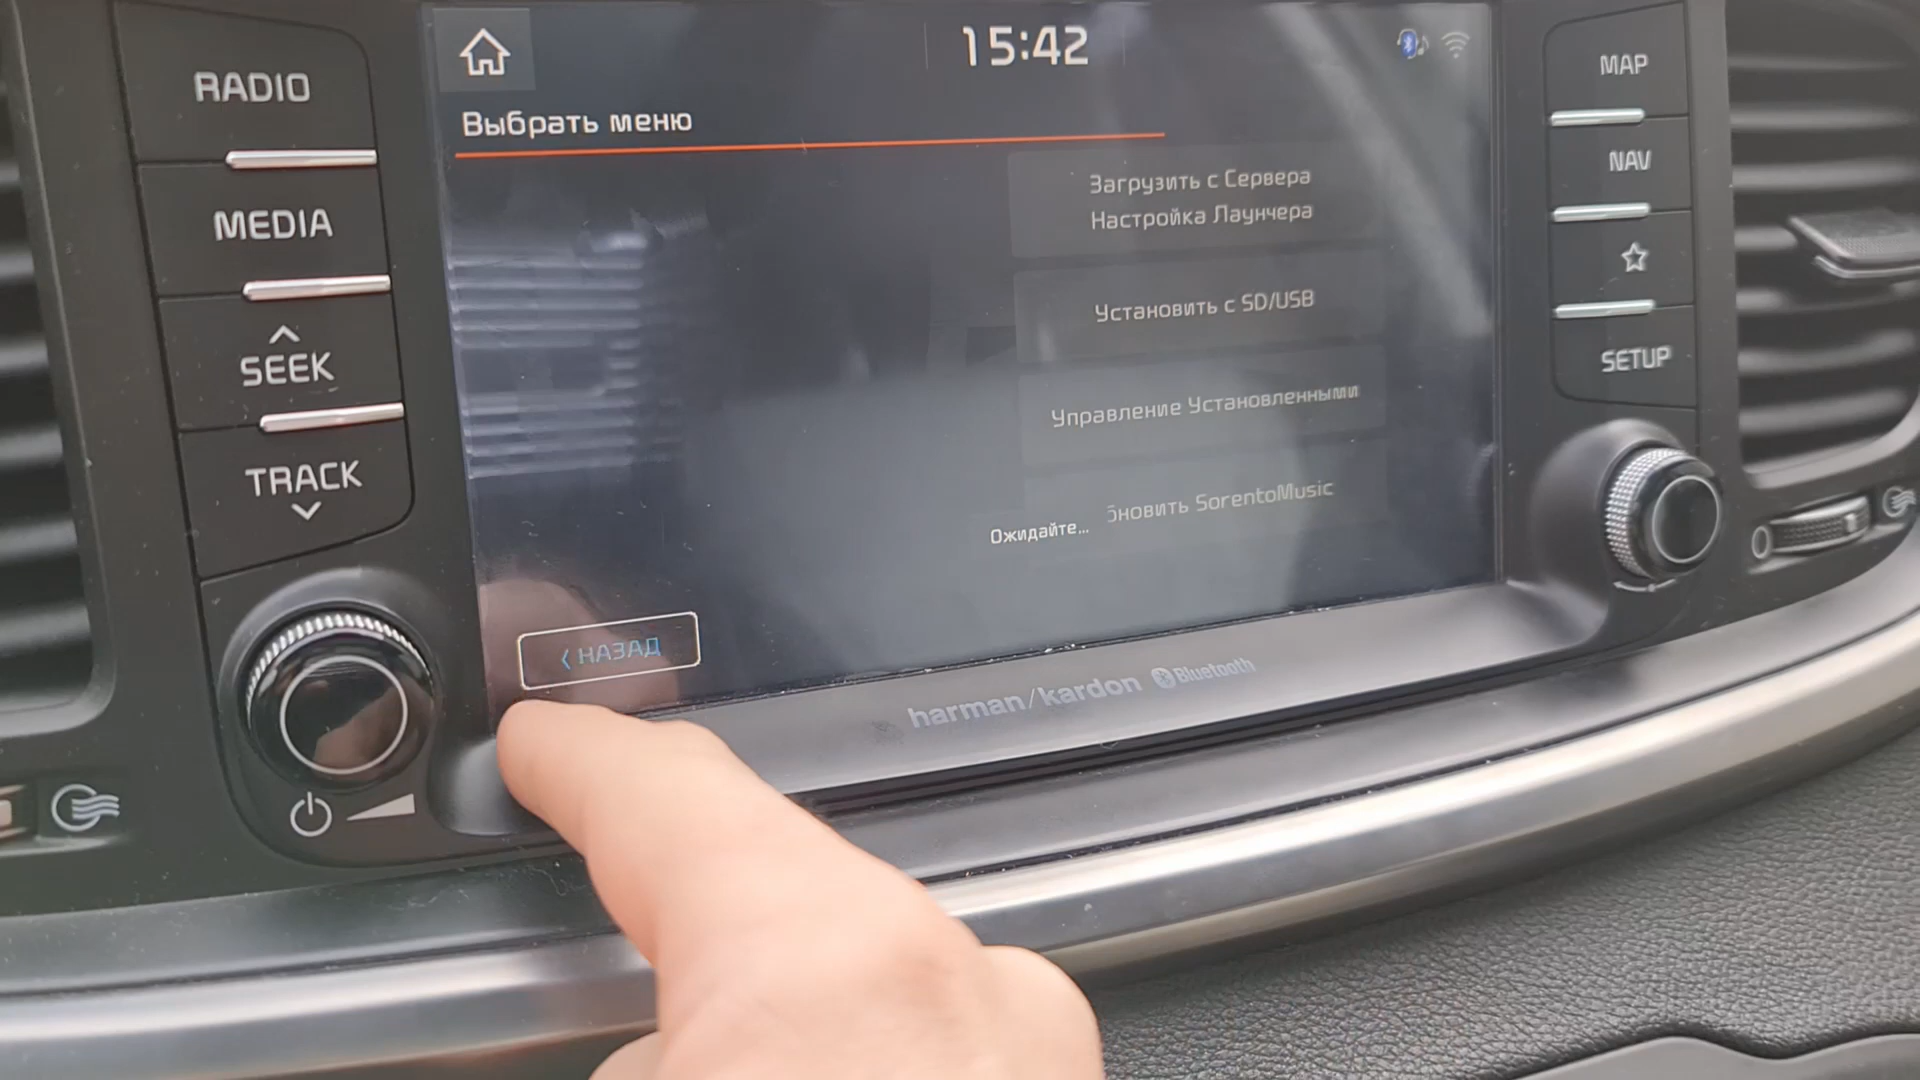 RADIO
MEDIA
SEEK
TRACK
15:42
Выбрать меню
Загрузить с Сервера
Настройка Лаунчера
Установить с SD/USB
Управление Установленными
бновить SorentoMusic
Ожидайте...
< НАЗАД
harman/kardon Bluetooth
MAP
NAV
SETUP